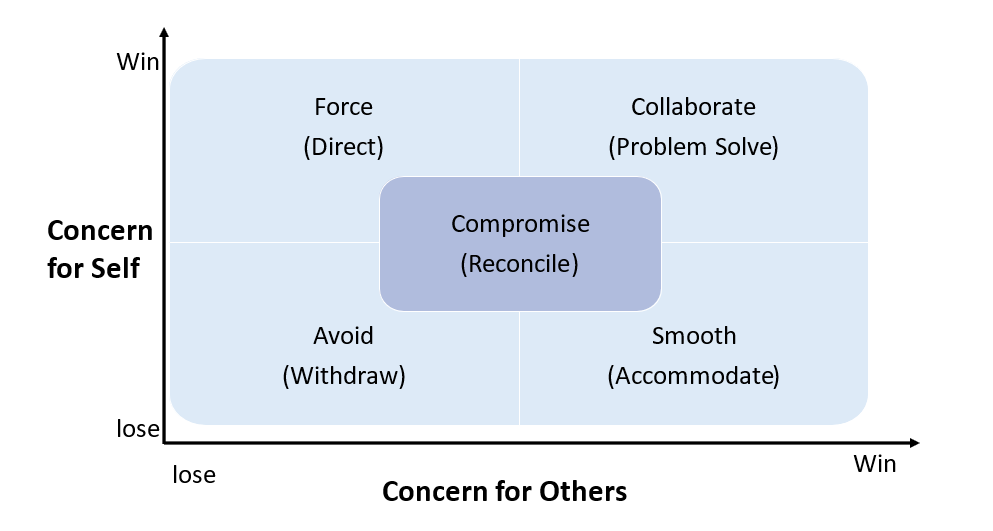 Win
Force
(Direct)
Collaborate
(Problem Solve)
Concern
for Self
Compromise
(Reconcile)
Avoid
(Withdraw)
Smooth
(Accommodate)
lose
lose
Win
Concern for Others